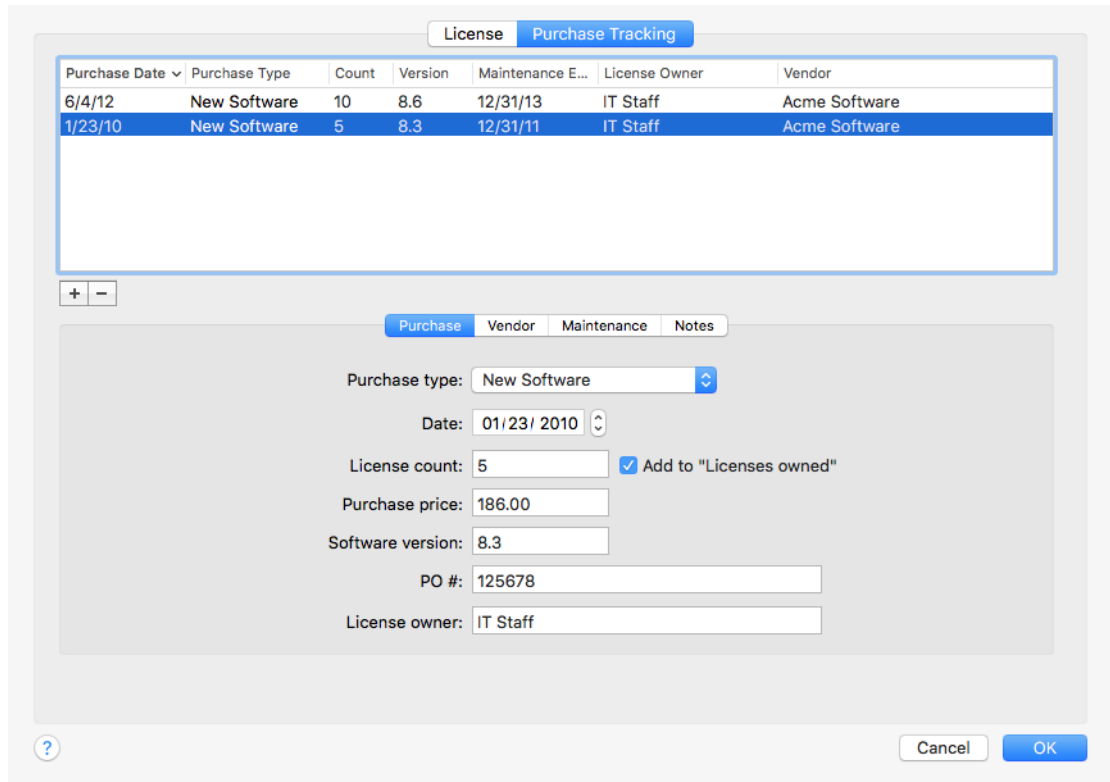 License Purchase Tracking
Purchase Date Purchase Type Count Version Maintenance E... License Owner Vendor
6/4/12 New Software 10 8.6 12/31/13 IT Staff Acme Software
1/23/10 New Software 5 8.3 12/31/11 IT Staff Acme Software
+ −
Purchase Vendor Maintenance Notes
Purchase type: New Software
Date: 01/23/ 2010
License count: 5 Add to "Licenses owned"
Purchase price: 186.00
Software version: 8.3
PO #: 125678
License owner: IT Staff
? Cancel OK